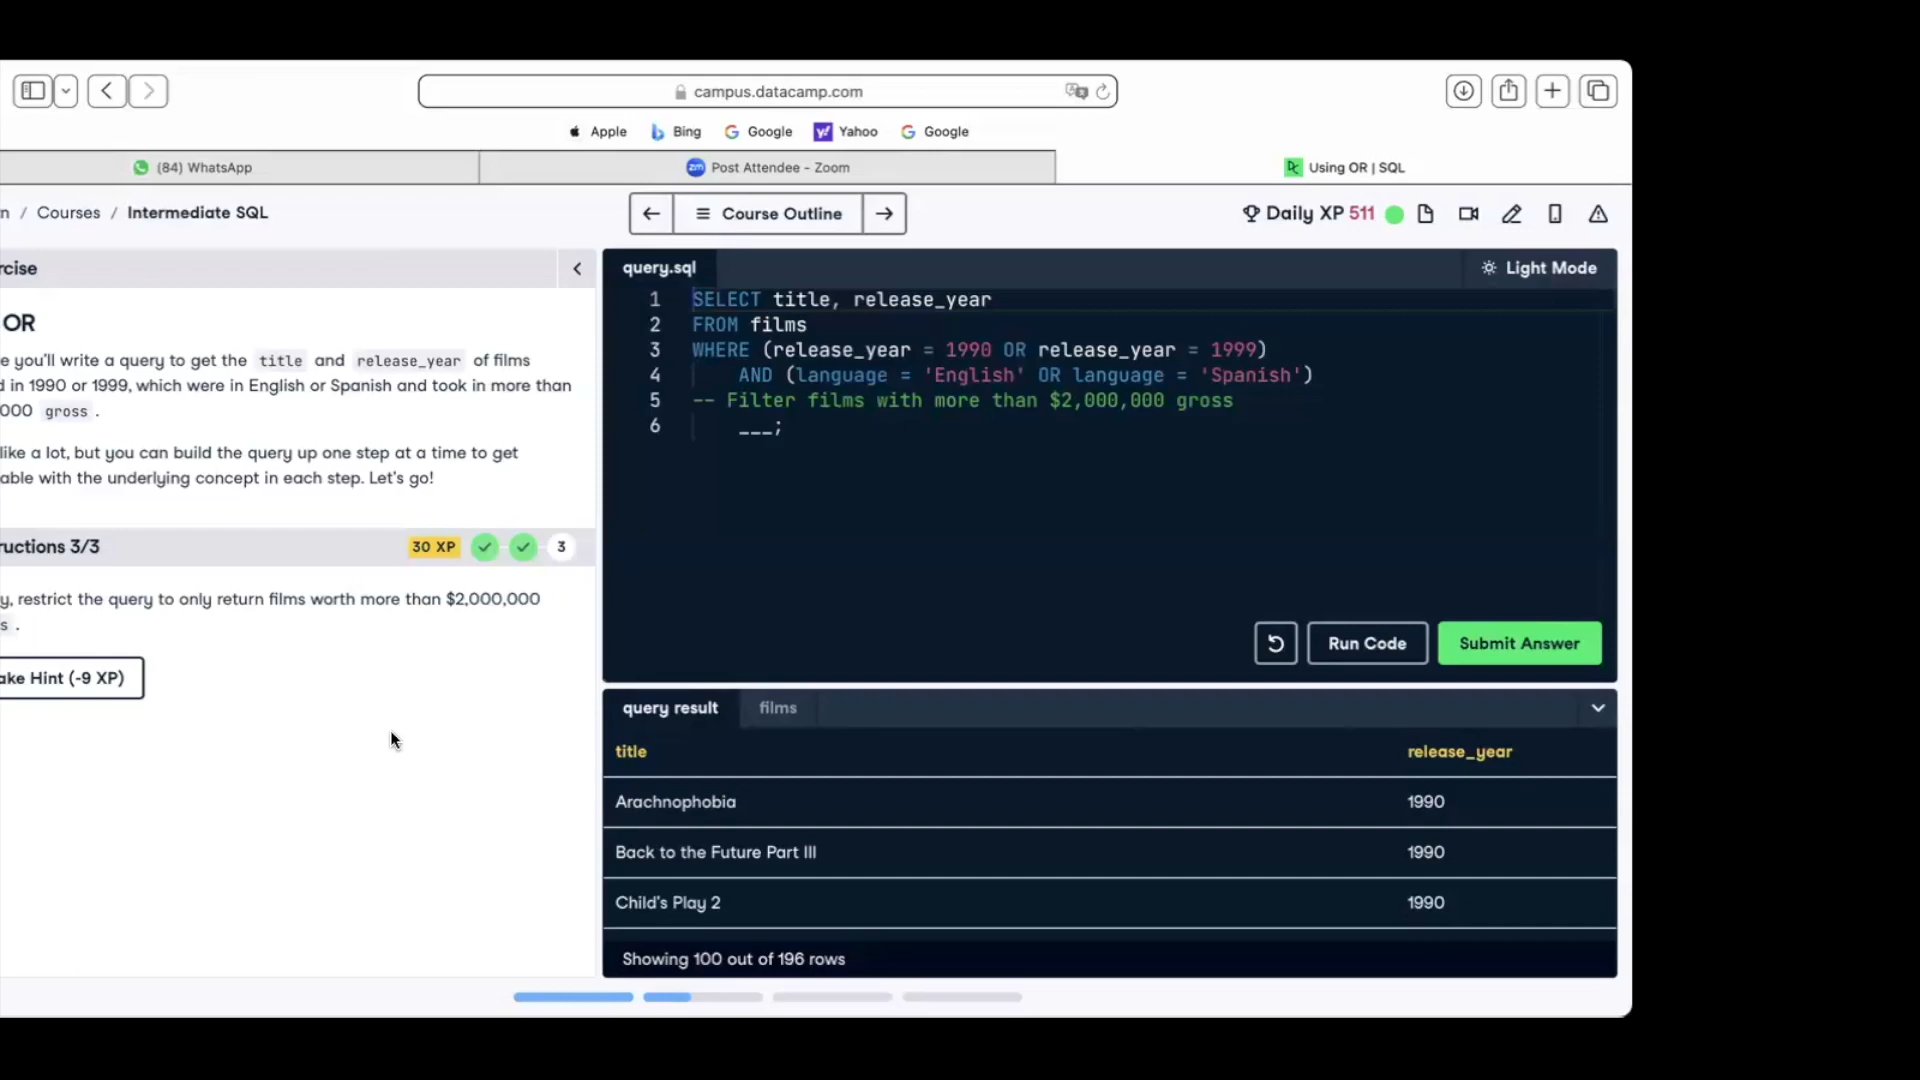 campus.datacamp.com
Apple
Bing
Google
Yahoo
Google
(84) WhatsApp
zm Post Attendee - Zoom
Using OR | SQL
n / Courses / Intermediate SQL
Course Outline
Daily XP 511
rcise
OR
e you'll write a query to get the title and release_year of films
d in 1990 or 1999, which were in English or Spanish and took in more than
000 gross .
like a lot, but you can build the query up one step at a time to get
able with the underlying concept in each step. Let's go!
ructions 3/3
30 XP
3
y, restrict the query to only return films worth more than $2,000,000
s .
ake Hint (-9 XP)
query.sql
Light Mode
1 SELECT title, release_year
2 FROM films
3 WHERE (release_year = 1990 OR release_year = 1999)
4 AND (language = 'English' OR language = 'Spanish')
5 -- Filter films with more than $2,000,000 gross
6 ___;
Run Code
Submit Answer
query result
films
title release_year
Arachnophobia 1990
Back to the Future Part III 1990
Child's Play 2 1990
Showing 100 out of 196 rows